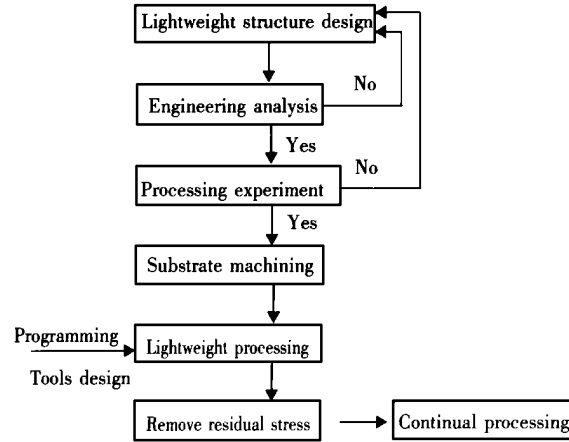 Lightweight structure design
No
Engineering analysis
Yes
No
Processing experiment
Yes
Substrate machining
Programming
Lightweight processing
Tools design
Remove residual stress
Continual processing